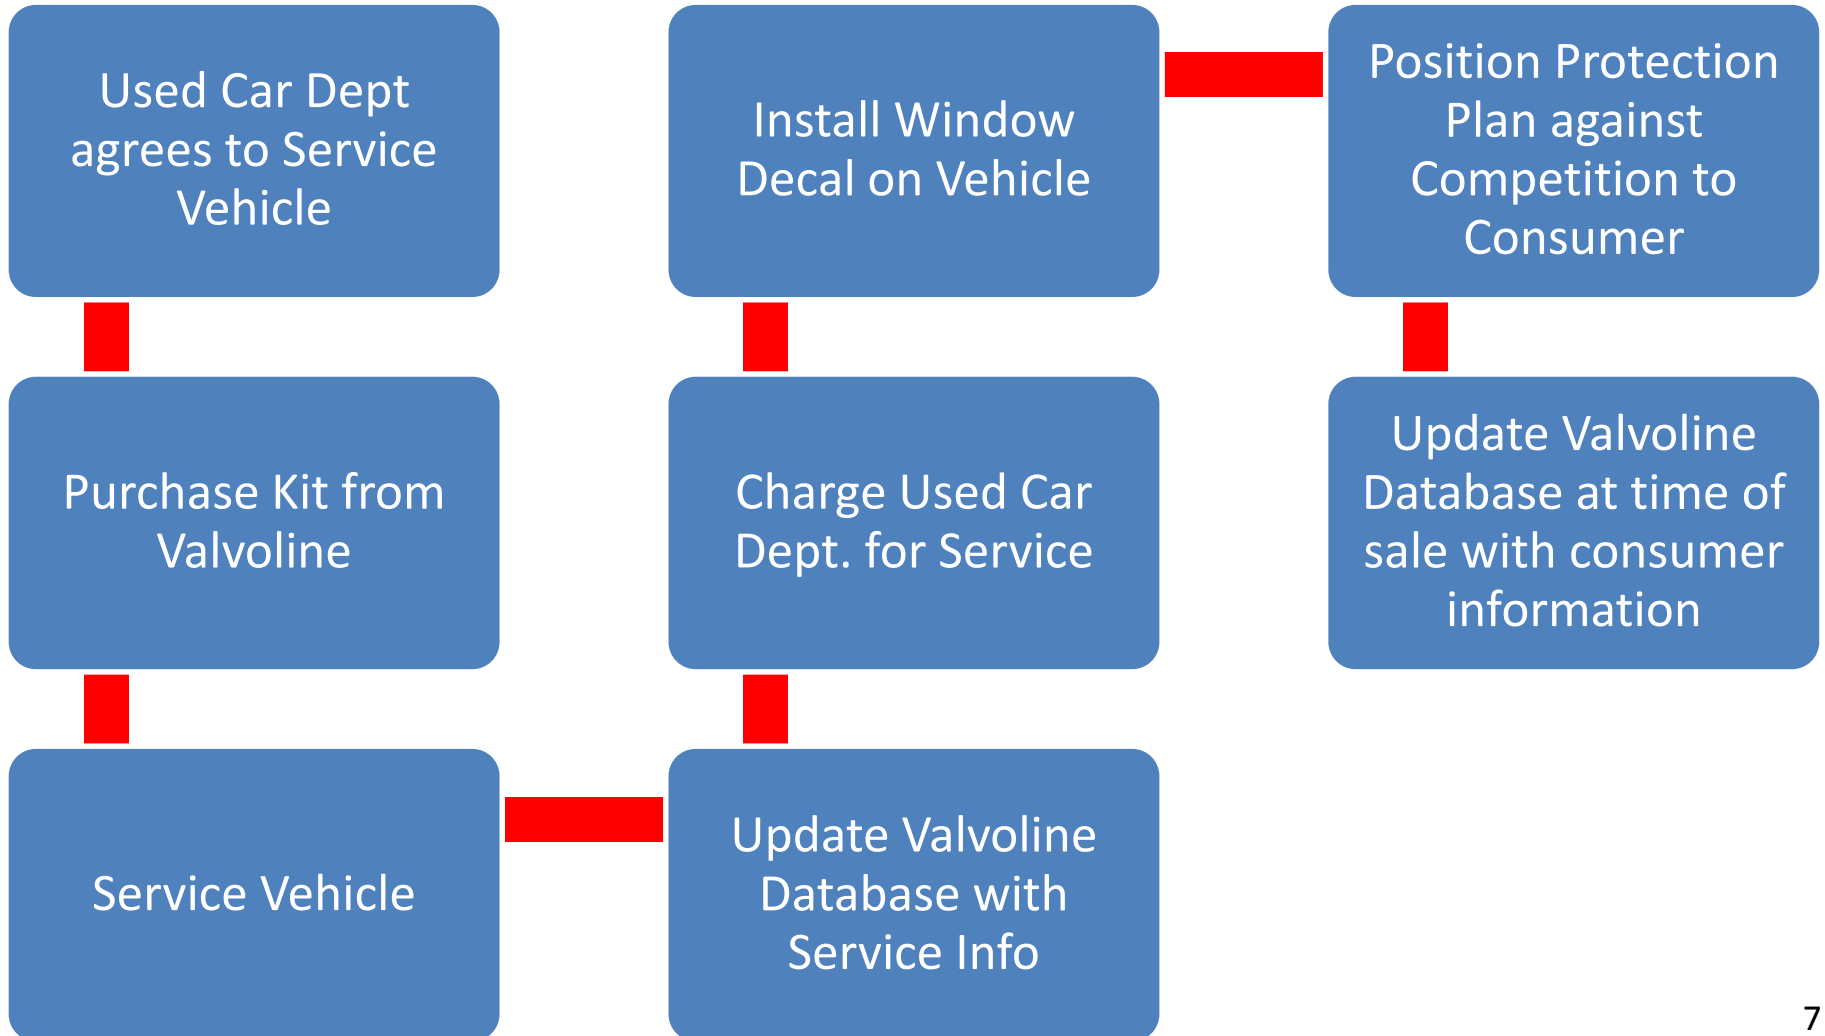 Used Car Dept
agrees to Service
Vehicle
Purchase Kit from
Valvoline
Service Vehicle
Update Valvoline
Database with
Service Info
Charge Used Car
Dept. for Service
Install Window
Decal on Vehicle
Position Protection
Plan against
Competition to
Consumer
Update Valvoline
Database at time of
sale with consumer
information
7